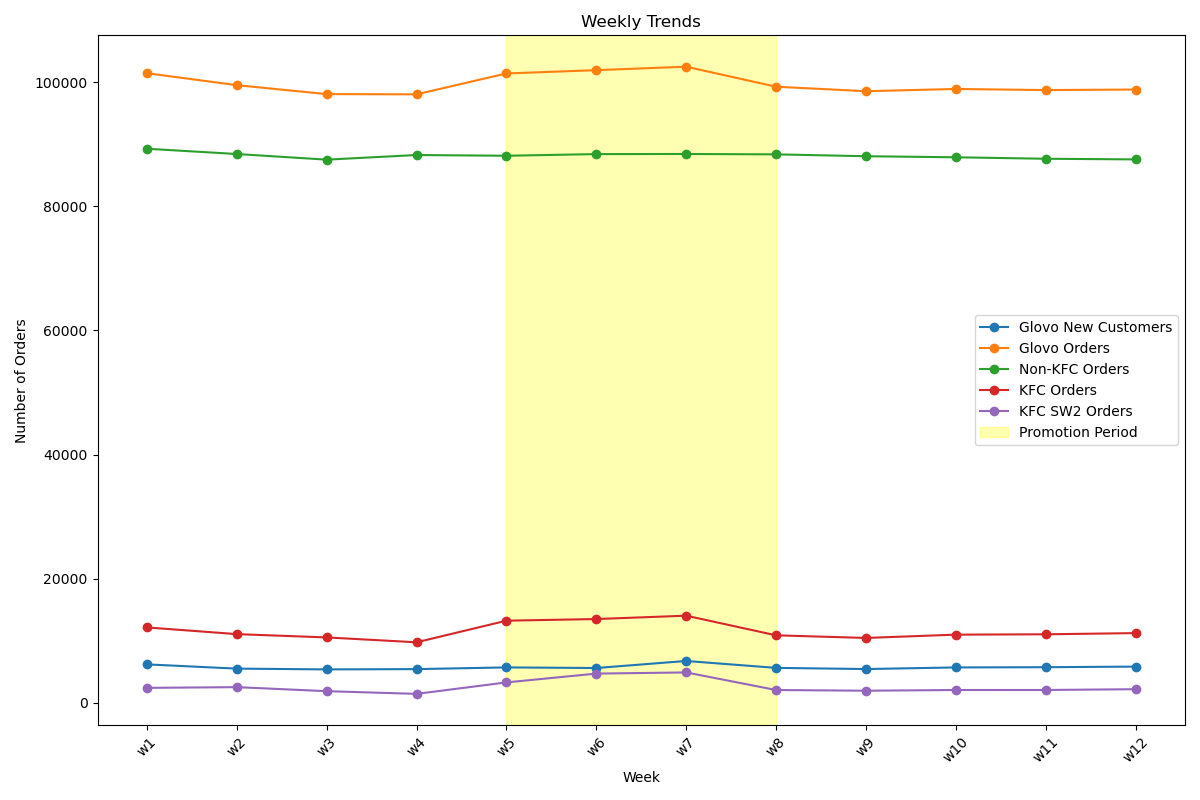 Weekly Trends
Number of Orders
100000
80000
60000
40000
20000
0
Glovo New Customers
Glovo Orders
Non-KFC Orders
KFC Orders
KFC SW2 Orders
Promotion Period
w1 w2 w3 w4 w5 w6 w7 w8 w9 w10 w11 w12
Week